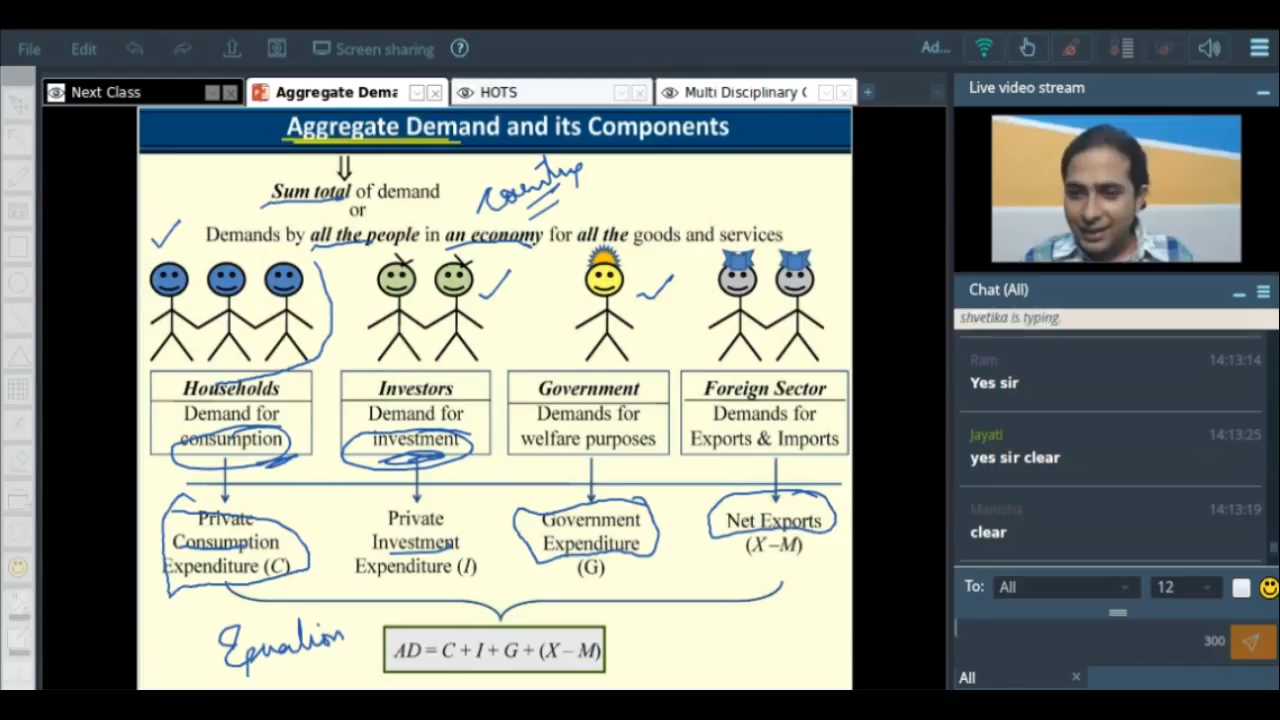 File Edit Screen sharing ? Ad...
Next Class Aggregate Dema HOTS Multi Disciplinary C
Aggregate Demand and its Components
Sum total of demand
country
or
Demands by all the people in an economy for all the goods and services
Households Investors Government Foreign Sector
Demand for Demand for Demands for Demands for
consumption investment welfare purposes Exports & Imports
Private Private Government Net Exports
Consumption Investment Expenditure (X–M)
Expenditure (C) Expenditure (I) (G)
Equation
AD = C + I + G + (X – M)
Live video stream
Chat (All)
shvetika is typing.
Ram 14:13:14
Yes sir
Jayati 14:13:25
yes sir clear
Manisha 14:13:19
clear
To: All 12
300
All